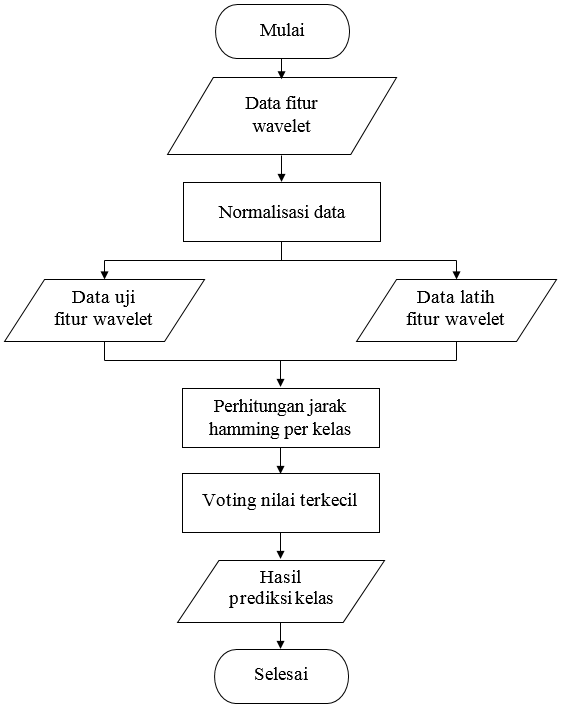 Mulai
Data fitur
wavelet
Normalisasi data
Data uji
fitur wavelet
Data latih
fitur wavelet
Perhitungan jarak
hamming per kelas
Voting nilai terkecil
Hasil
prediksi kelas
Selesai